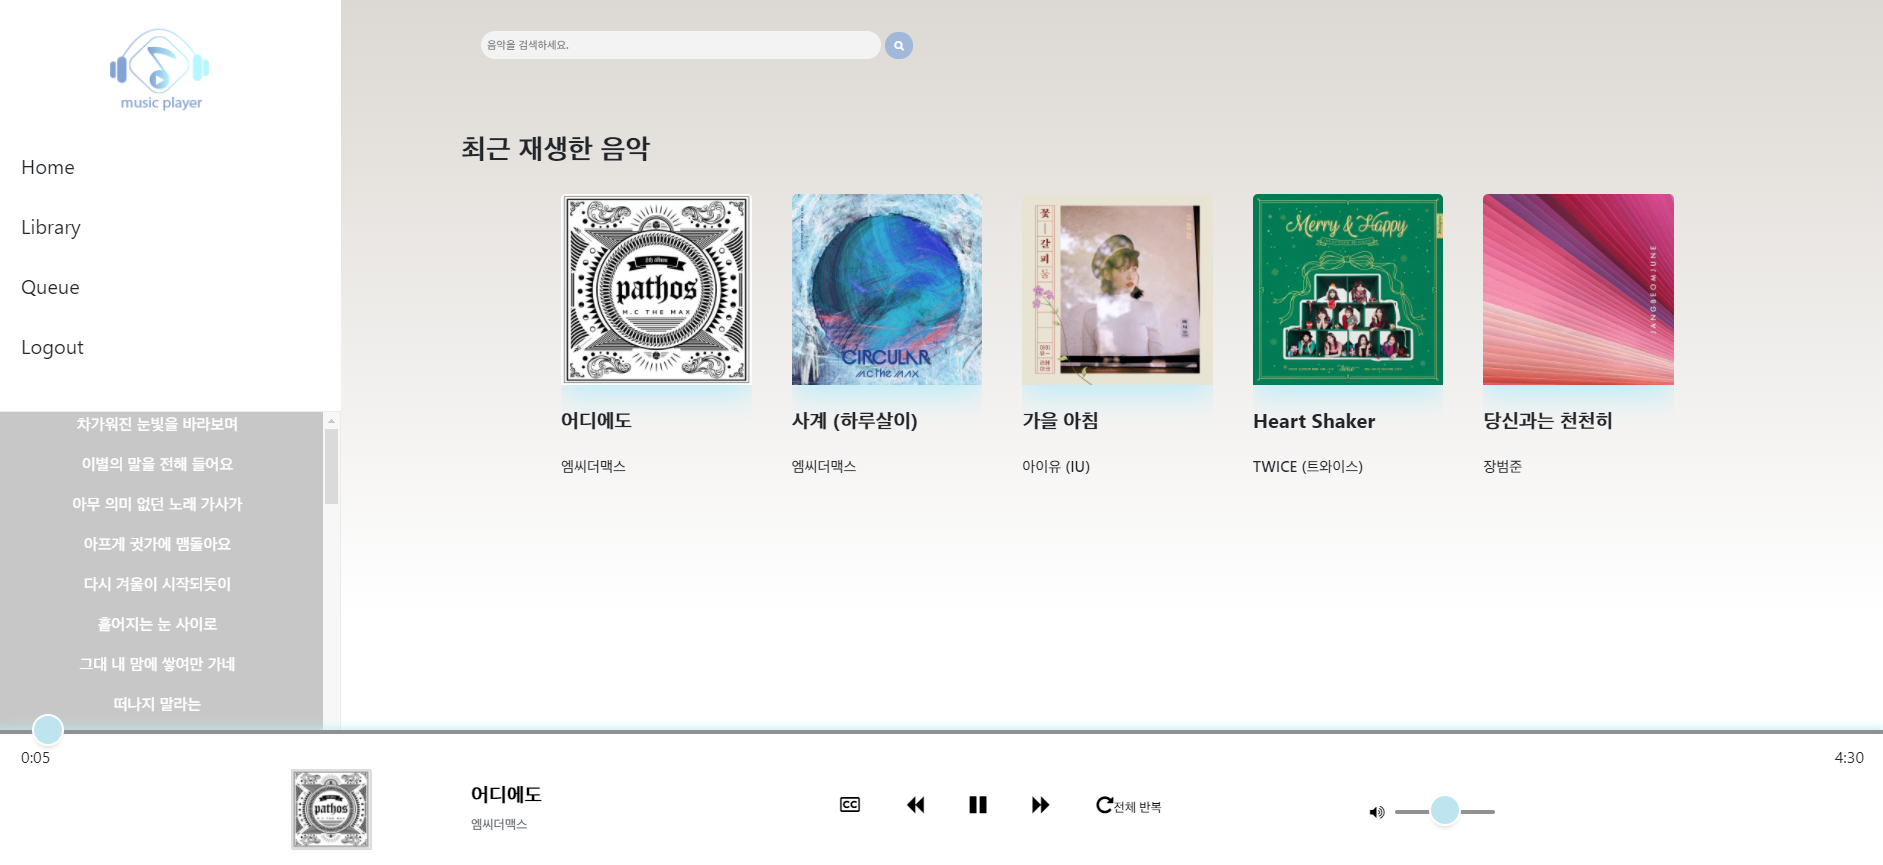 music player
Home
Library
Queue
Logout
음악을 검색하세요.
최근 재생한 음악
pathos
M.C THE MAX
CIRCULAR
M.C the MAX
꽃
갈
피
둘
Merry & Happy
twice
JANGBEOMJUNE
어디에도
엠씨더맥스
사계 (하루살이)
엠씨더맥스
가을 아침
아이유 (IU)
Heart Shaker
TWICE (트와이스)
당신과는 천천히
장범준
차가워진 눈빛을 바라보며
이별의 말을 전해 들어요
아무 의미 없던 노래 가사가
아프게 귓가에 맴돌아요
다시 겨울이 시작되듯이
흩어지는 눈 사이로
그대 내 맘에 쌓여만 가네
떠나지 말라는
0:05
4:30
pathos
어디에도
엠씨더맥스
CC
전체 반복